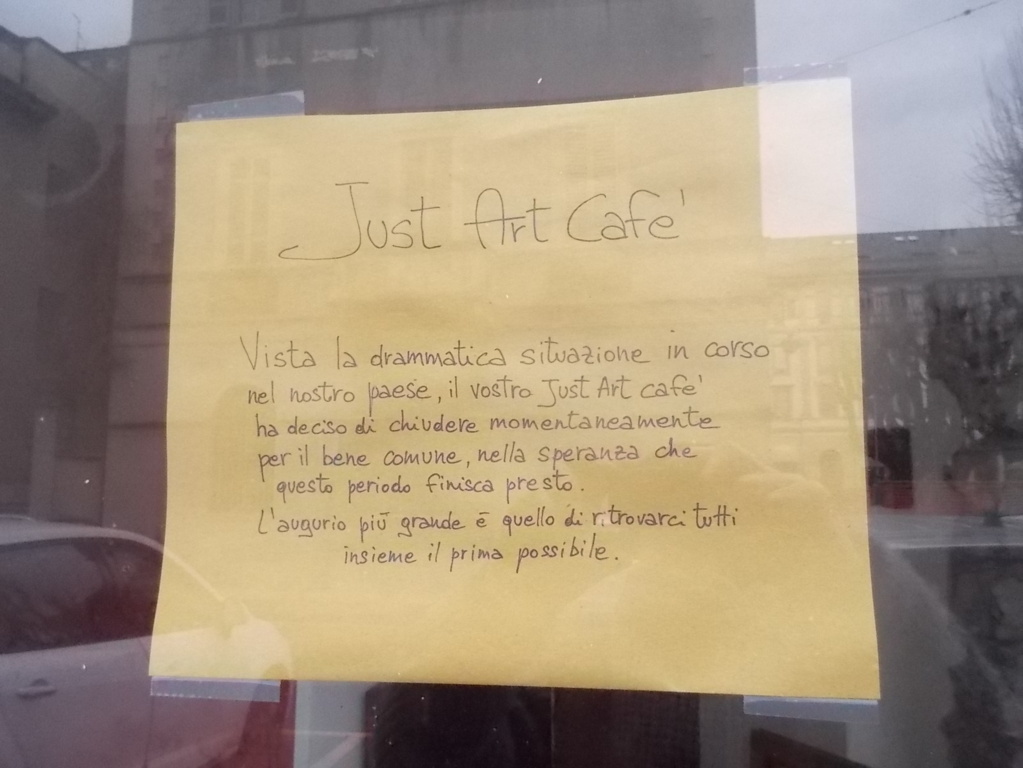 Just Art Cafe'
Vista la drammatica situazione in corso
nel nostro paese, il vostro Just Art cafe'
ha deciso di chiudere momentaneamente
per il bene comune, nella speranza che
questo periodo finisca presto.
L'augurio più grande è quello di ritrovarci tutti
insieme il prima possibile.